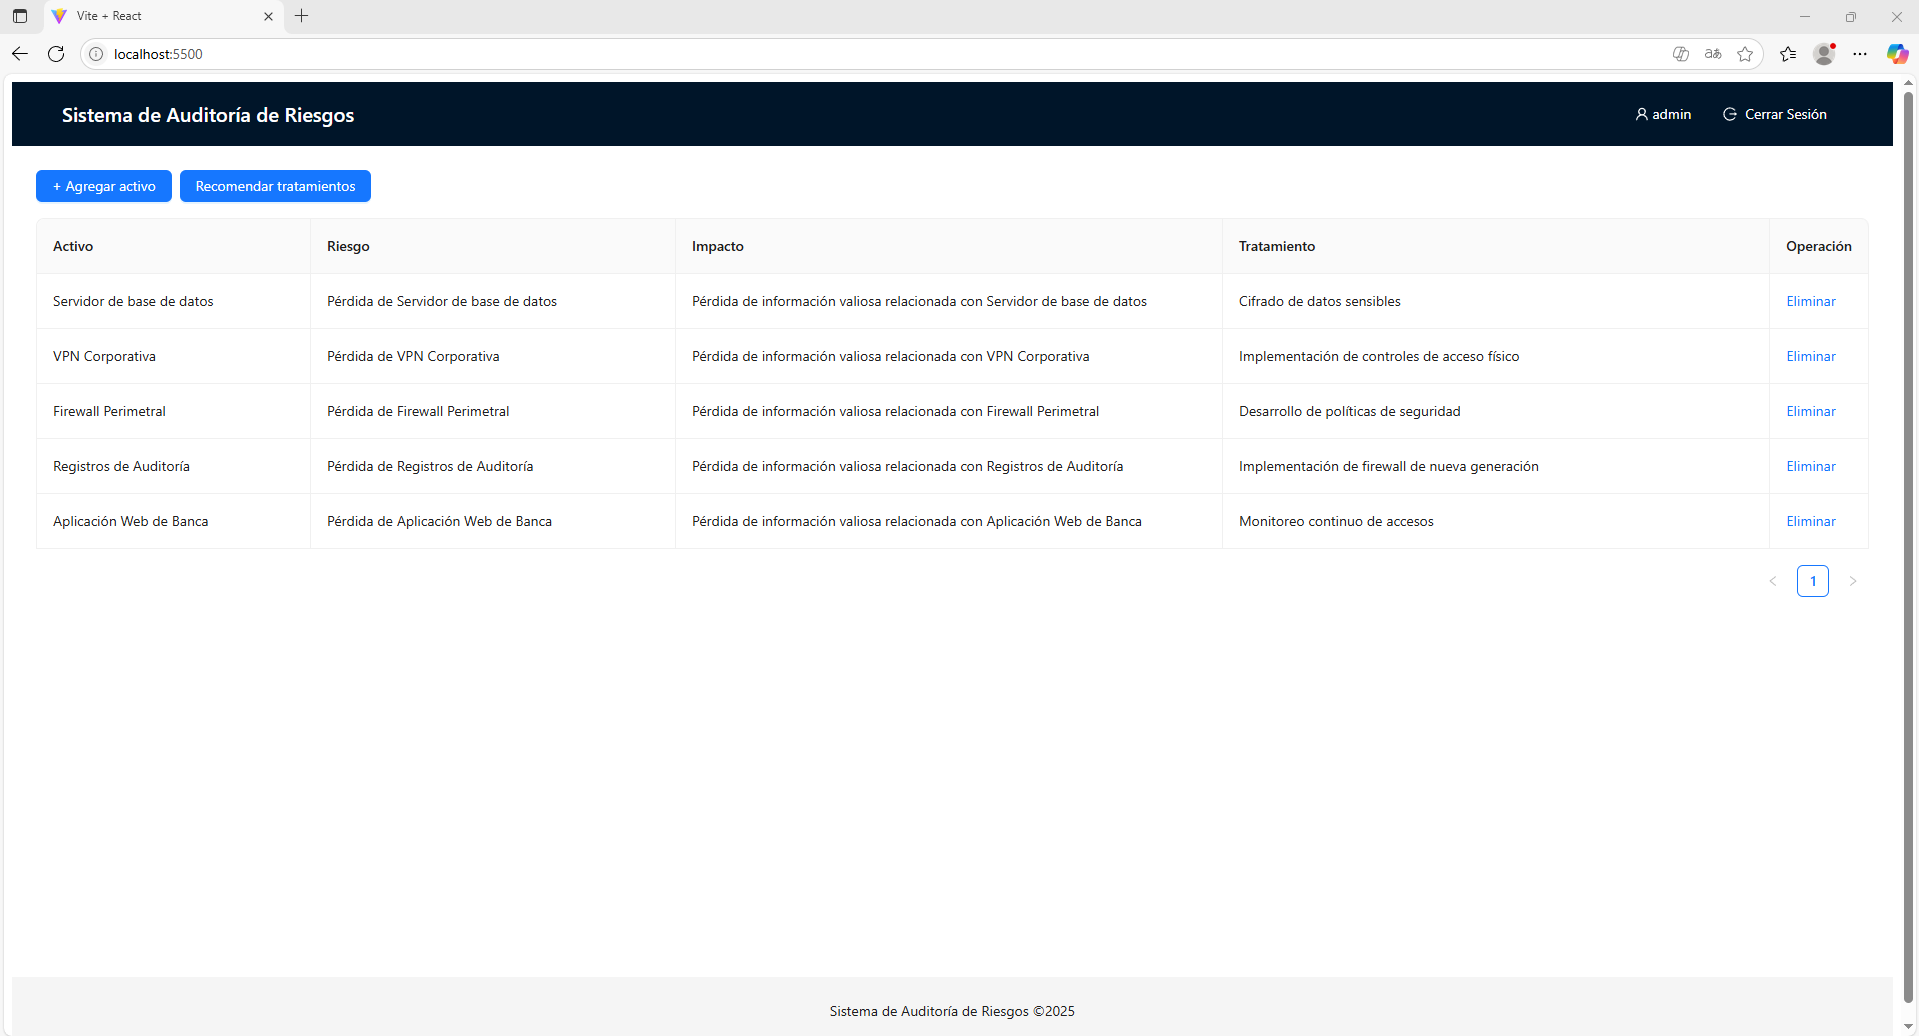 Vite + React
localhost:5500
Sistema de Auditoría de Riesgos
admin
Cerrar Sesión
+ Agregar activo
Recomendar tratamientos
Activo Riesgo Impacto Tratamiento Operación
Servidor de base de datos Pérdida de Servidor de base de datos Pérdida de información valiosa relacionada con Servidor de base de datos Cifrado de datos sensibles Eliminar
VPN Corporativa Pérdida de VPN Corporativa Pérdida de información valiosa relacionada con VPN Corporativa Implementación de controles de acceso físico Eliminar
Firewall Perimetral Pérdida de Firewall Perimetral Pérdida de información valiosa relacionada con Firewall Perimetral Desarrollo de políticas de seguridad Eliminar
Registros de Auditoría Pérdida de Registros de Auditoría Pérdida de información valiosa relacionada con Registros de Auditoría Implementación de firewall de nueva generación Eliminar
Aplicación Web de Banca Pérdida de Aplicación Web de Banca Pérdida de información valiosa relacionada con Aplicación Web de Banca Monitoreo continuo de accesos Eliminar
< 1 >
Sistema de Auditoría de Riesgos ©2025